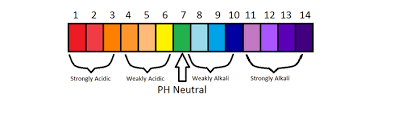 1 2 3 4 5 6 7 8 9 10 11 12 13 14
Strongly Acidic Weakly Acidic Weakly Alkali Strongly Alkali
PH Neutral